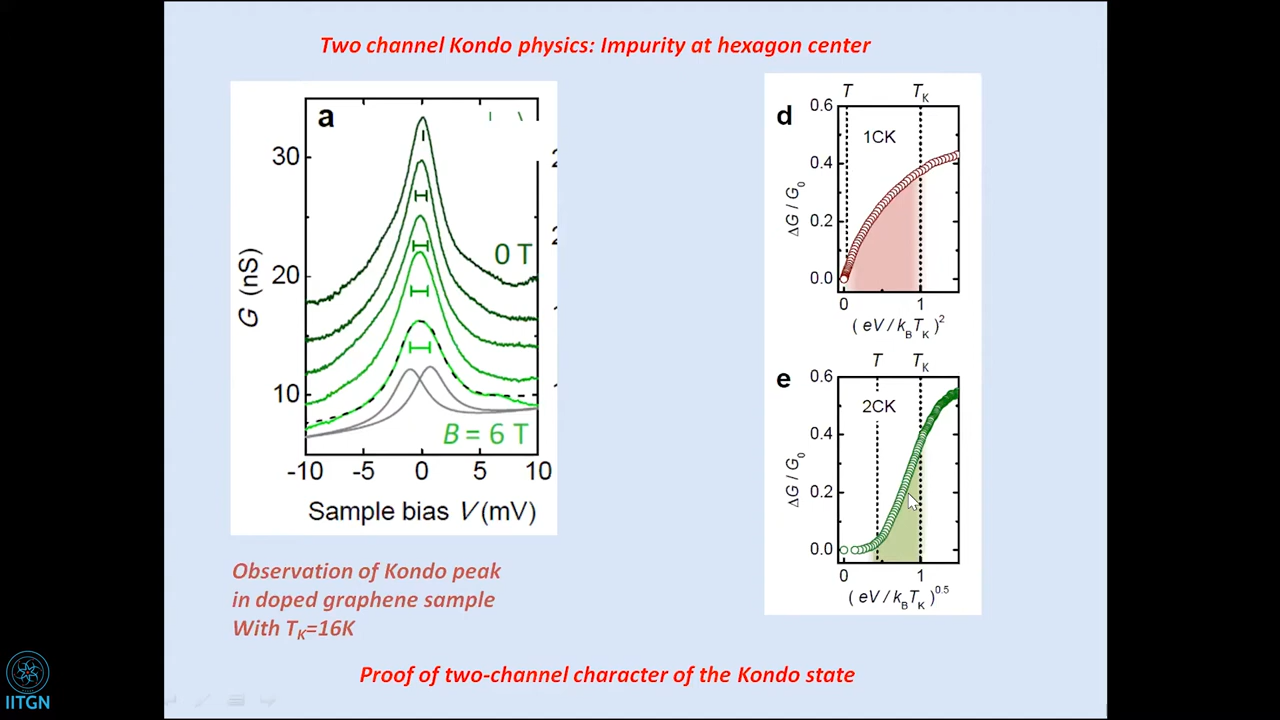 Two channel Kondo physics: Impurity at hexagon center
a
30
20
10
G (nS)
0 T
B = 6 T
2
2
1
1
-10 -5 0 5 10
Sample bias V (mV)
Observation of Kondo peak
in doped graphene sample
With TK=16K
d
T TK
1CK
0.6
0.4
0.2
0.0
ΔG / G0
0 1
( eV / kBTK )2
e
T TK
2CK
0.6
0.4
0.2
0.0
ΔG / G0
0 1
( eV / kBTK )0.5
Proof of two-channel character of the Kondo state
IITGN